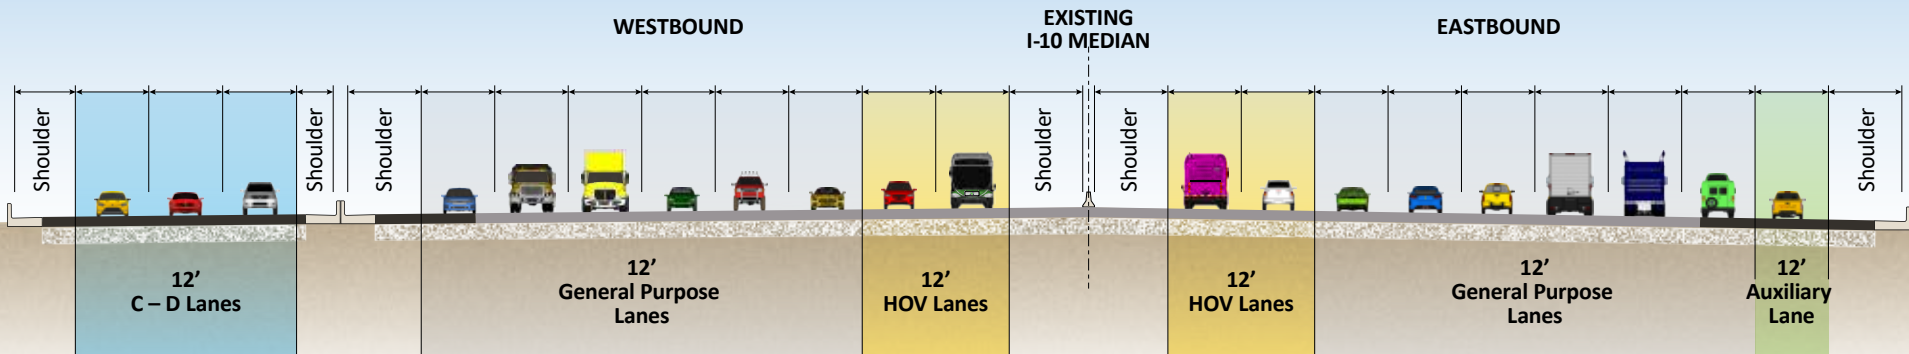 WESTBOUND
EXISTING
I-10 MEDIAN
EASTBOUND
Shoulder
Shoulder
Shoulder
Shoulder
Shoulder
Shoulder
12’
C – D Lanes
12’
General Purpose
Lanes
12’
HOV Lanes
12’
HOV Lanes
12’
General Purpose
Lanes
12’
Auxiliary
Lane